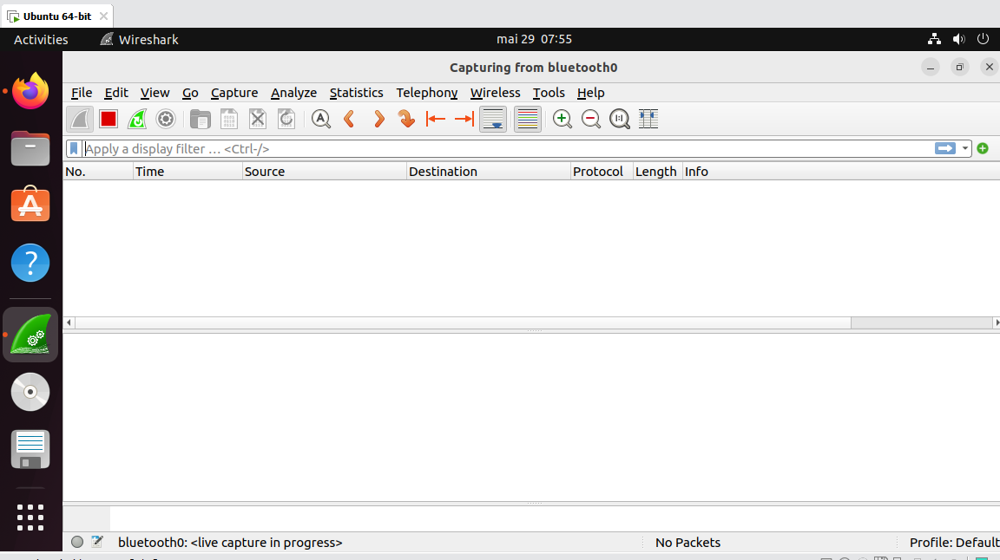 Ubuntu 64-bit
Activities Wireshark mai 29 07:55
Capturing from bluetooth0
File Edit View Go Capture Analyze Statistics Telephony Wireless Tools Help
Apply a display filter … <Ctrl-/>
No. Time Source Destination Protocol Length Info
bluetooth0: <live capture in progress> No Packets Profile: Default